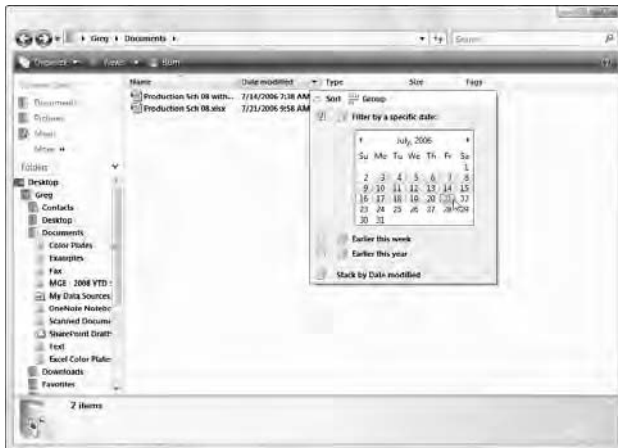 Greg ▸ Documents ▸
Search
Organize Views Burn
Name Date modified Type Size Tags
Production Sch 08 with... 7/14/2006 7:38 AM
Production Sch 08.xlsx 7/21/2006 9:58 AM
Documents
Pictures
Music
More »
Folders
Desktop
Greg
Contacts
Desktop
Documents
Color Plates
Examples
Fax
MGE - 2008 YTD
My Data Sources
OneNote Notebo
Scanned Docume
SharePoint Draft
Text
Excel Color Plate
Downloads
Favorites
Sort Group
Filter by a specific date:
July, 2006
Su Mo Tu We Th Fr Sa
1
2 3 4 5 6 7 8
9 10 11 12 13 14 15
16 17 18 19 20 21 22
23 24 25 26 27 28 29
30 31
Earlier this week
Earlier this year
Stack by Date modified
2 items